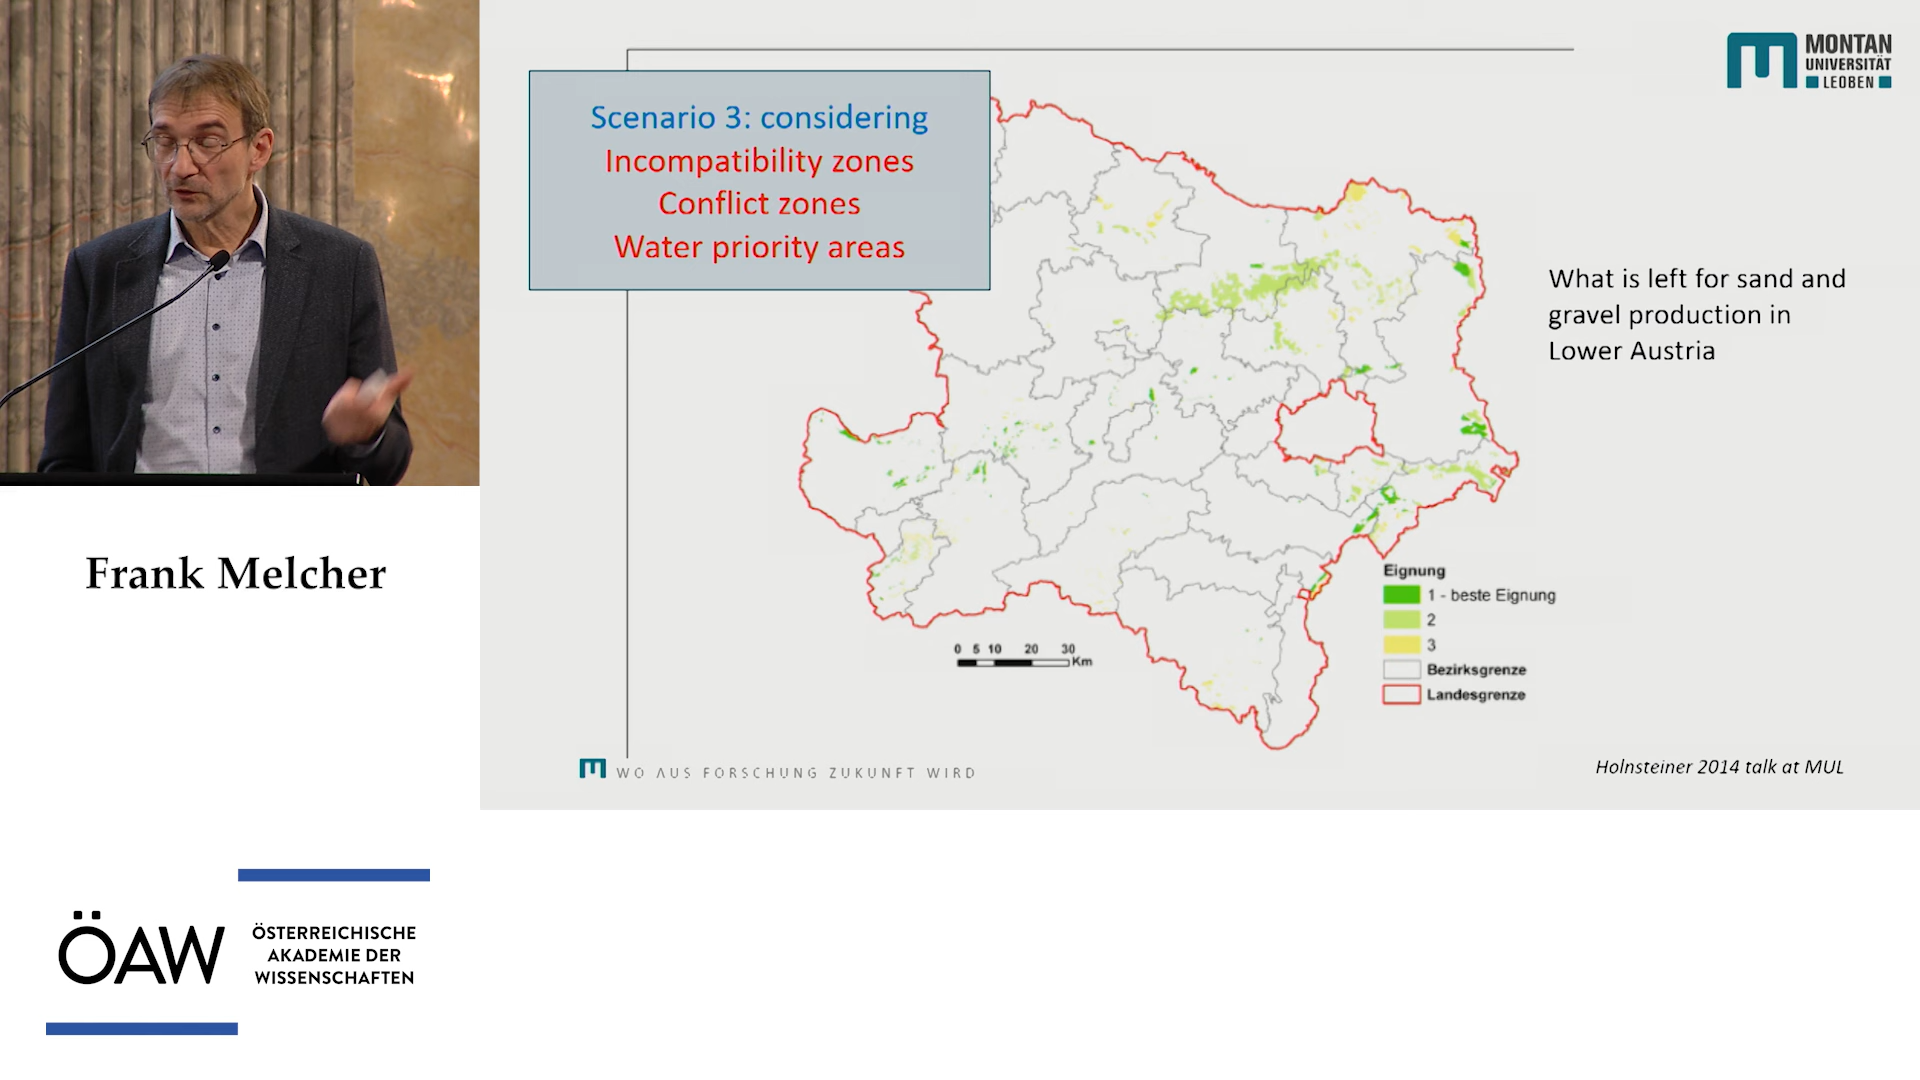 MONTAN
UNIVERSITÄT
LEOBEN
Scenario 3: considering
Incompatibility zones
Conflict zones
Water priority areas
What is left for sand and
gravel production in
Lower Austria
Eignung
1 - beste Eignung
2
3
Bezirksgrenze
Landesgrenze
0 5 10 20 30
Km
WO AUS FORSCHUNG ZUKUNFT WIRD
Holnsteiner 2014 talk at MUL
Frank Melcher
ÖAW
ÖSTERREICHISCHE
AKADEMIE DER
WISSENSCHAFTEN